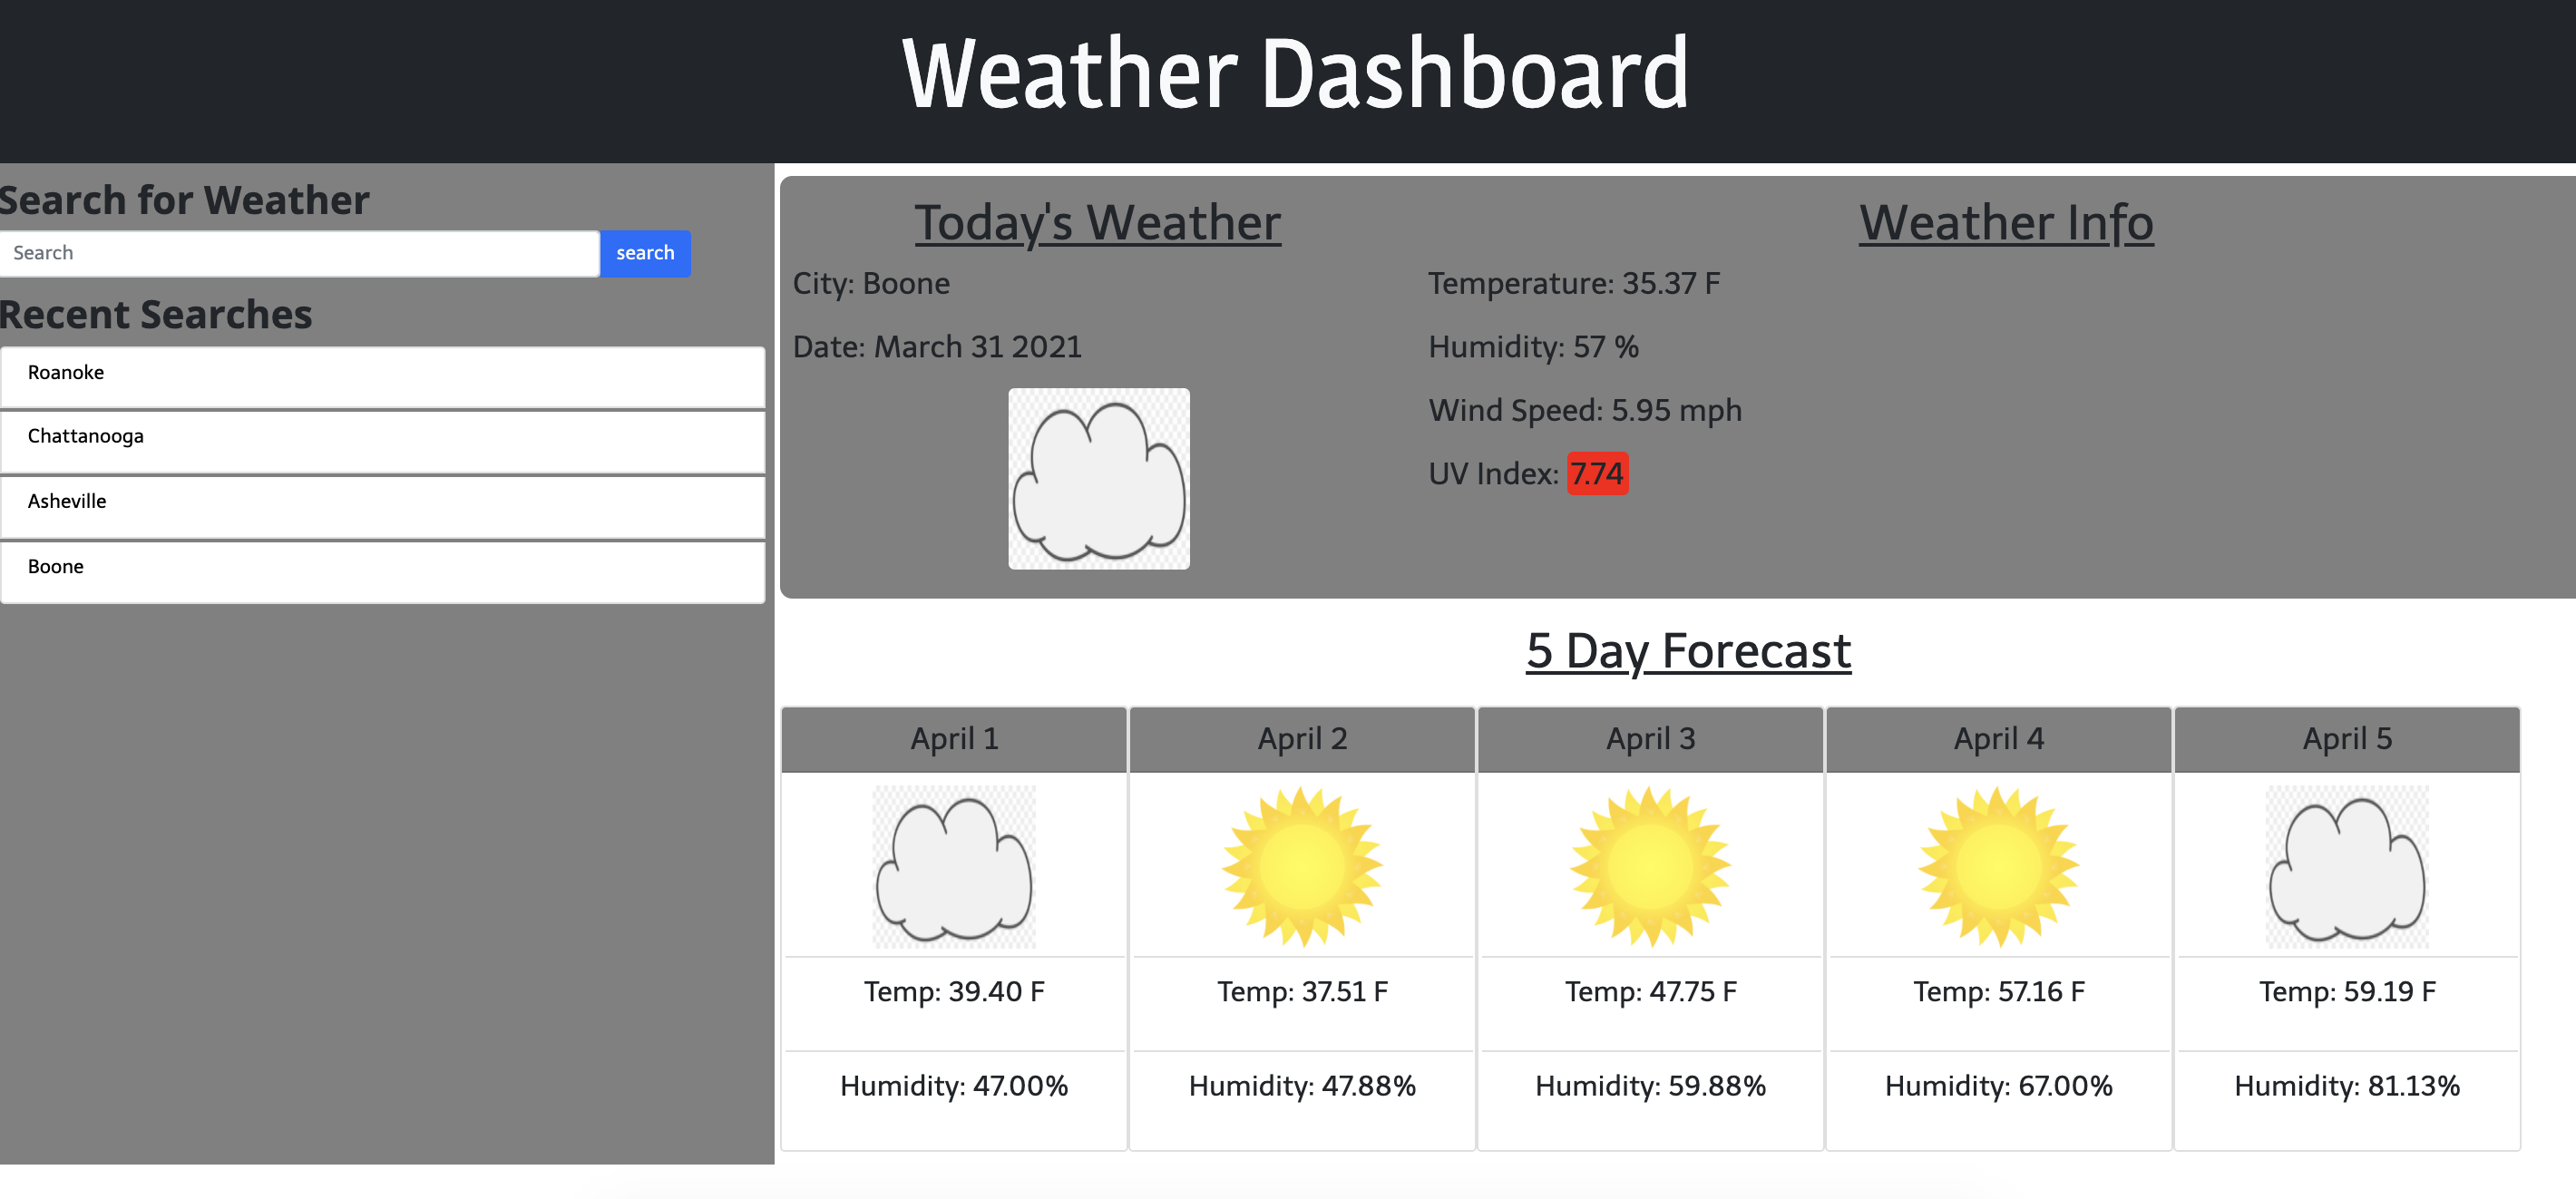 Weather Dashboard
Search for Weather
Search
search
Recent Searches
Roanoke
Chattanooga
Asheville
Boone
Today's Weather
City: Boone
Date: March 31 2021
Weather Info
Temperature: 35.37 F
Humidity: 57 %
Wind Speed: 5.95 mph
UV Index: 7.74
5 Day Forecast
April 1
Temp: 39.40 F
Humidity: 47.00%
April 2
Temp: 37.51 F
Humidity: 47.88%
April 3
Temp: 47.75 F
Humidity: 59.88%
April 4
Temp: 57.16 F
Humidity: 67.00%
April 5
Temp: 59.19 F
Humidity: 81.13%